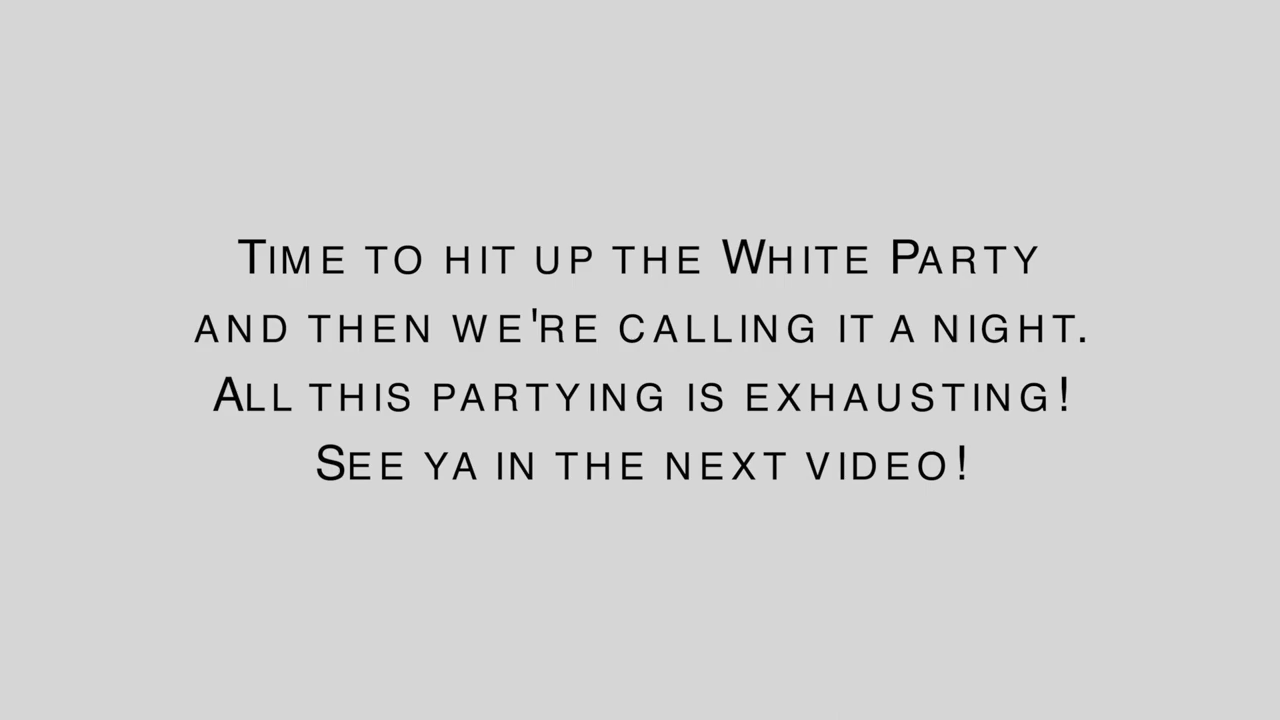 Time to hit up the White Party
and then we're calling it a night.
All this partying is exhausting!
See ya in the next video!